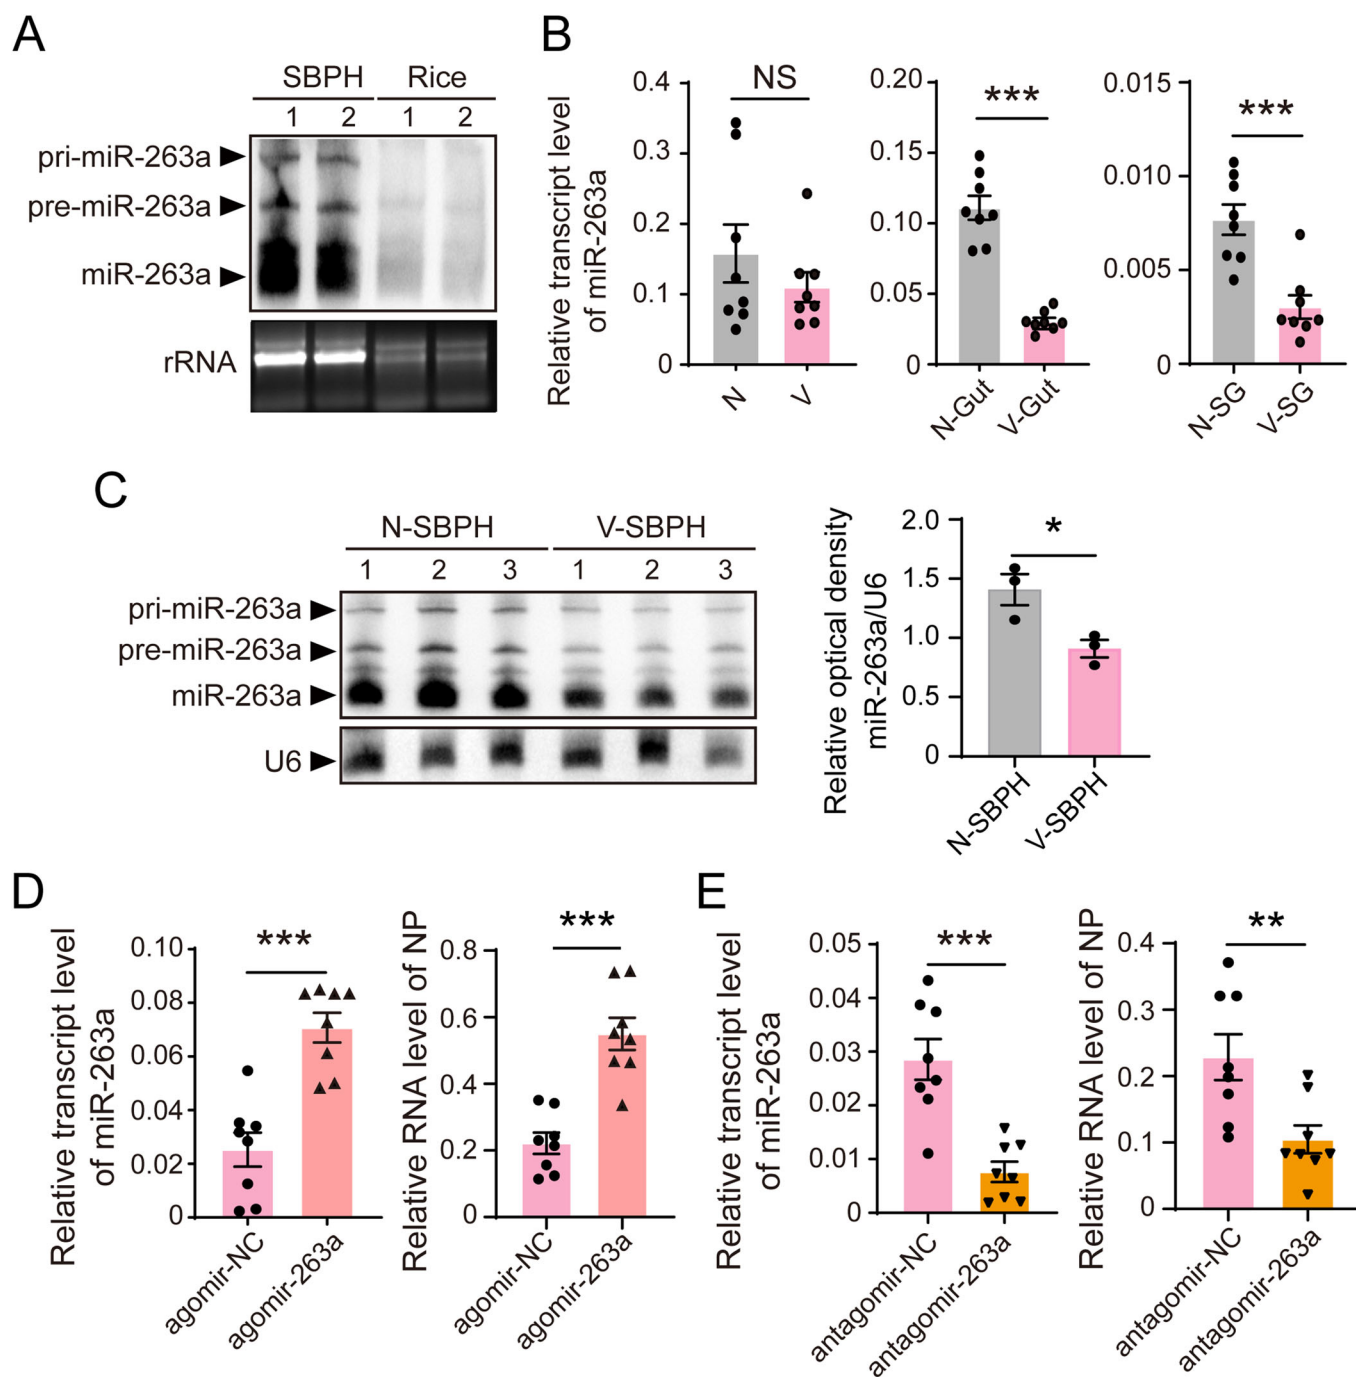 A
SBPH Rice
1 2 1 2
pri-miR-263a
pre-miR-263a
miR-263a
rRNA
B
Relative transcript level
of miR-263a
0.4
0.3
0.2
0.1
0
NS
N V
0.20
0.15
0.10
0.05
0
***
N-Gut V-Gut
0.015
0.010
0.005
0.000
***
N-SG V-SG
C
N-SBPH V-SBPH
1 2 3 1 2 3
pri-miR-263a
pre-miR-263a
miR-263a
U6
Relative optical density
miR-263a/U6
2.0
1.5
1.0
0.5
0
*
N-SBPH V-SBPH
D
Relative transcript level
of miR-263a
0.10
0.08
0.06
0.04
0.02
0
***
agomir-NC agomir-263a
Relative RNA level of NP
0.8
0.6
0.4
0.2
0
***
agomir-NC agomir-263a
E
Relative transcript level
of miR-263a
0.05
0.04
0.03
0.02
0.01
0
***
antagomir-NC antagomir-263a
Relative RNA level of NP
0.4
0.3
0.2
0.1
0
**
antagomir-NC antagomir-263a